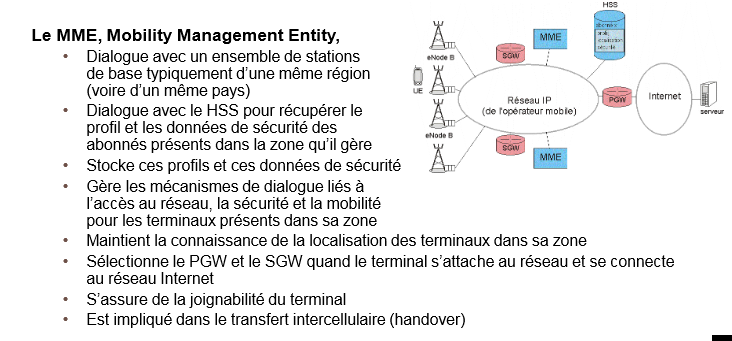 Le MME, Mobility Management Entity,
• Dialogue avec un ensemble de stations
de base typiquement d'une même région
(voire d'un même pays)
• Dialogue avec le HSS pour récupérer le
profil et les données de sécurité des
abonnés présents dans la zone qu'il gère
• Stocke ces profils et ces données de sécurité
• Gère les mécanismes de dialogue liés à
l'accès au réseau, la sécurité et la mobilité
pour les terminaux présents dans sa zone
• Maintient la connaissance de la localisation des terminaux dans sa zone
• Sélectionne le PGW et le SGW quand le terminal s'attache au réseau et se connecte
au réseau Internet
• S'assure de la joignabilité du terminal
• Est impliqué dans le transfert intercellulaire (handover)
HSS
abonnés
profil
localisation
sécurité
MME
SGW
eNode B
UE
Réseau IP
(de l'opérateur mobile)
PGW
Internet
serveur
eNode B
SGW
MME